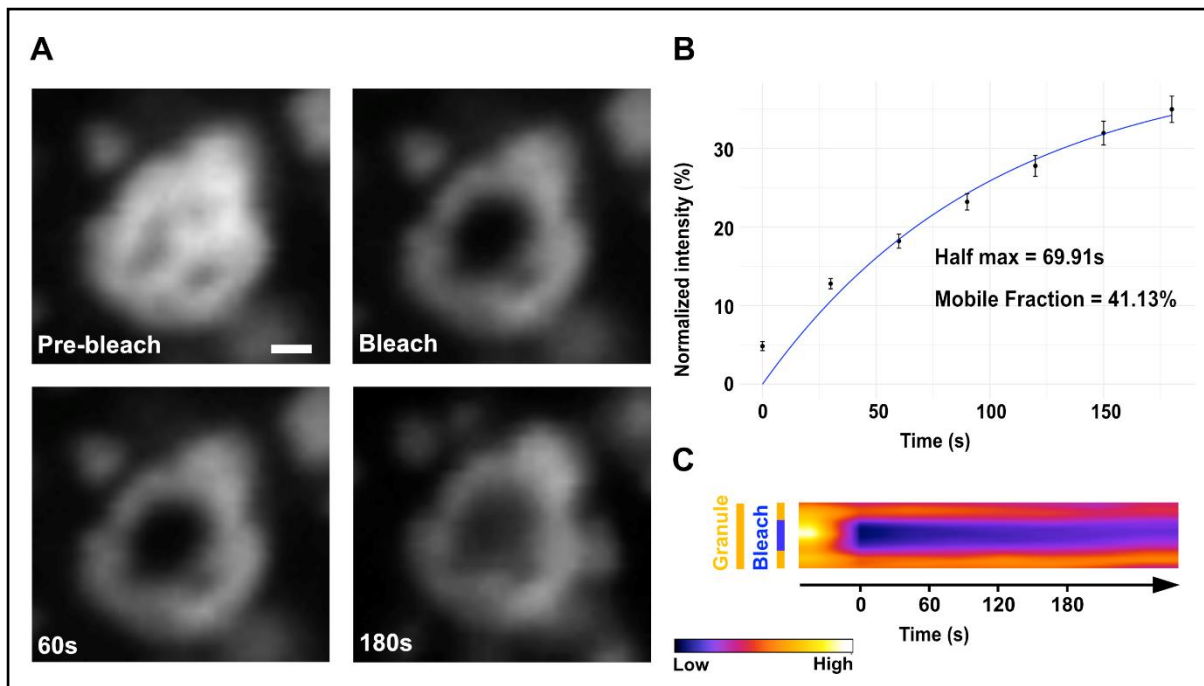 A
Pre-bleach
Bleach
60s
180s
B
Normalized intensity (%)
30
20
10
0
Half max = 69.91s
Mobile Fraction = 41.13%
0 50 100 150
Time (s)
C
Granule
Bleach
0 60 120 180
Time (s)
Low High